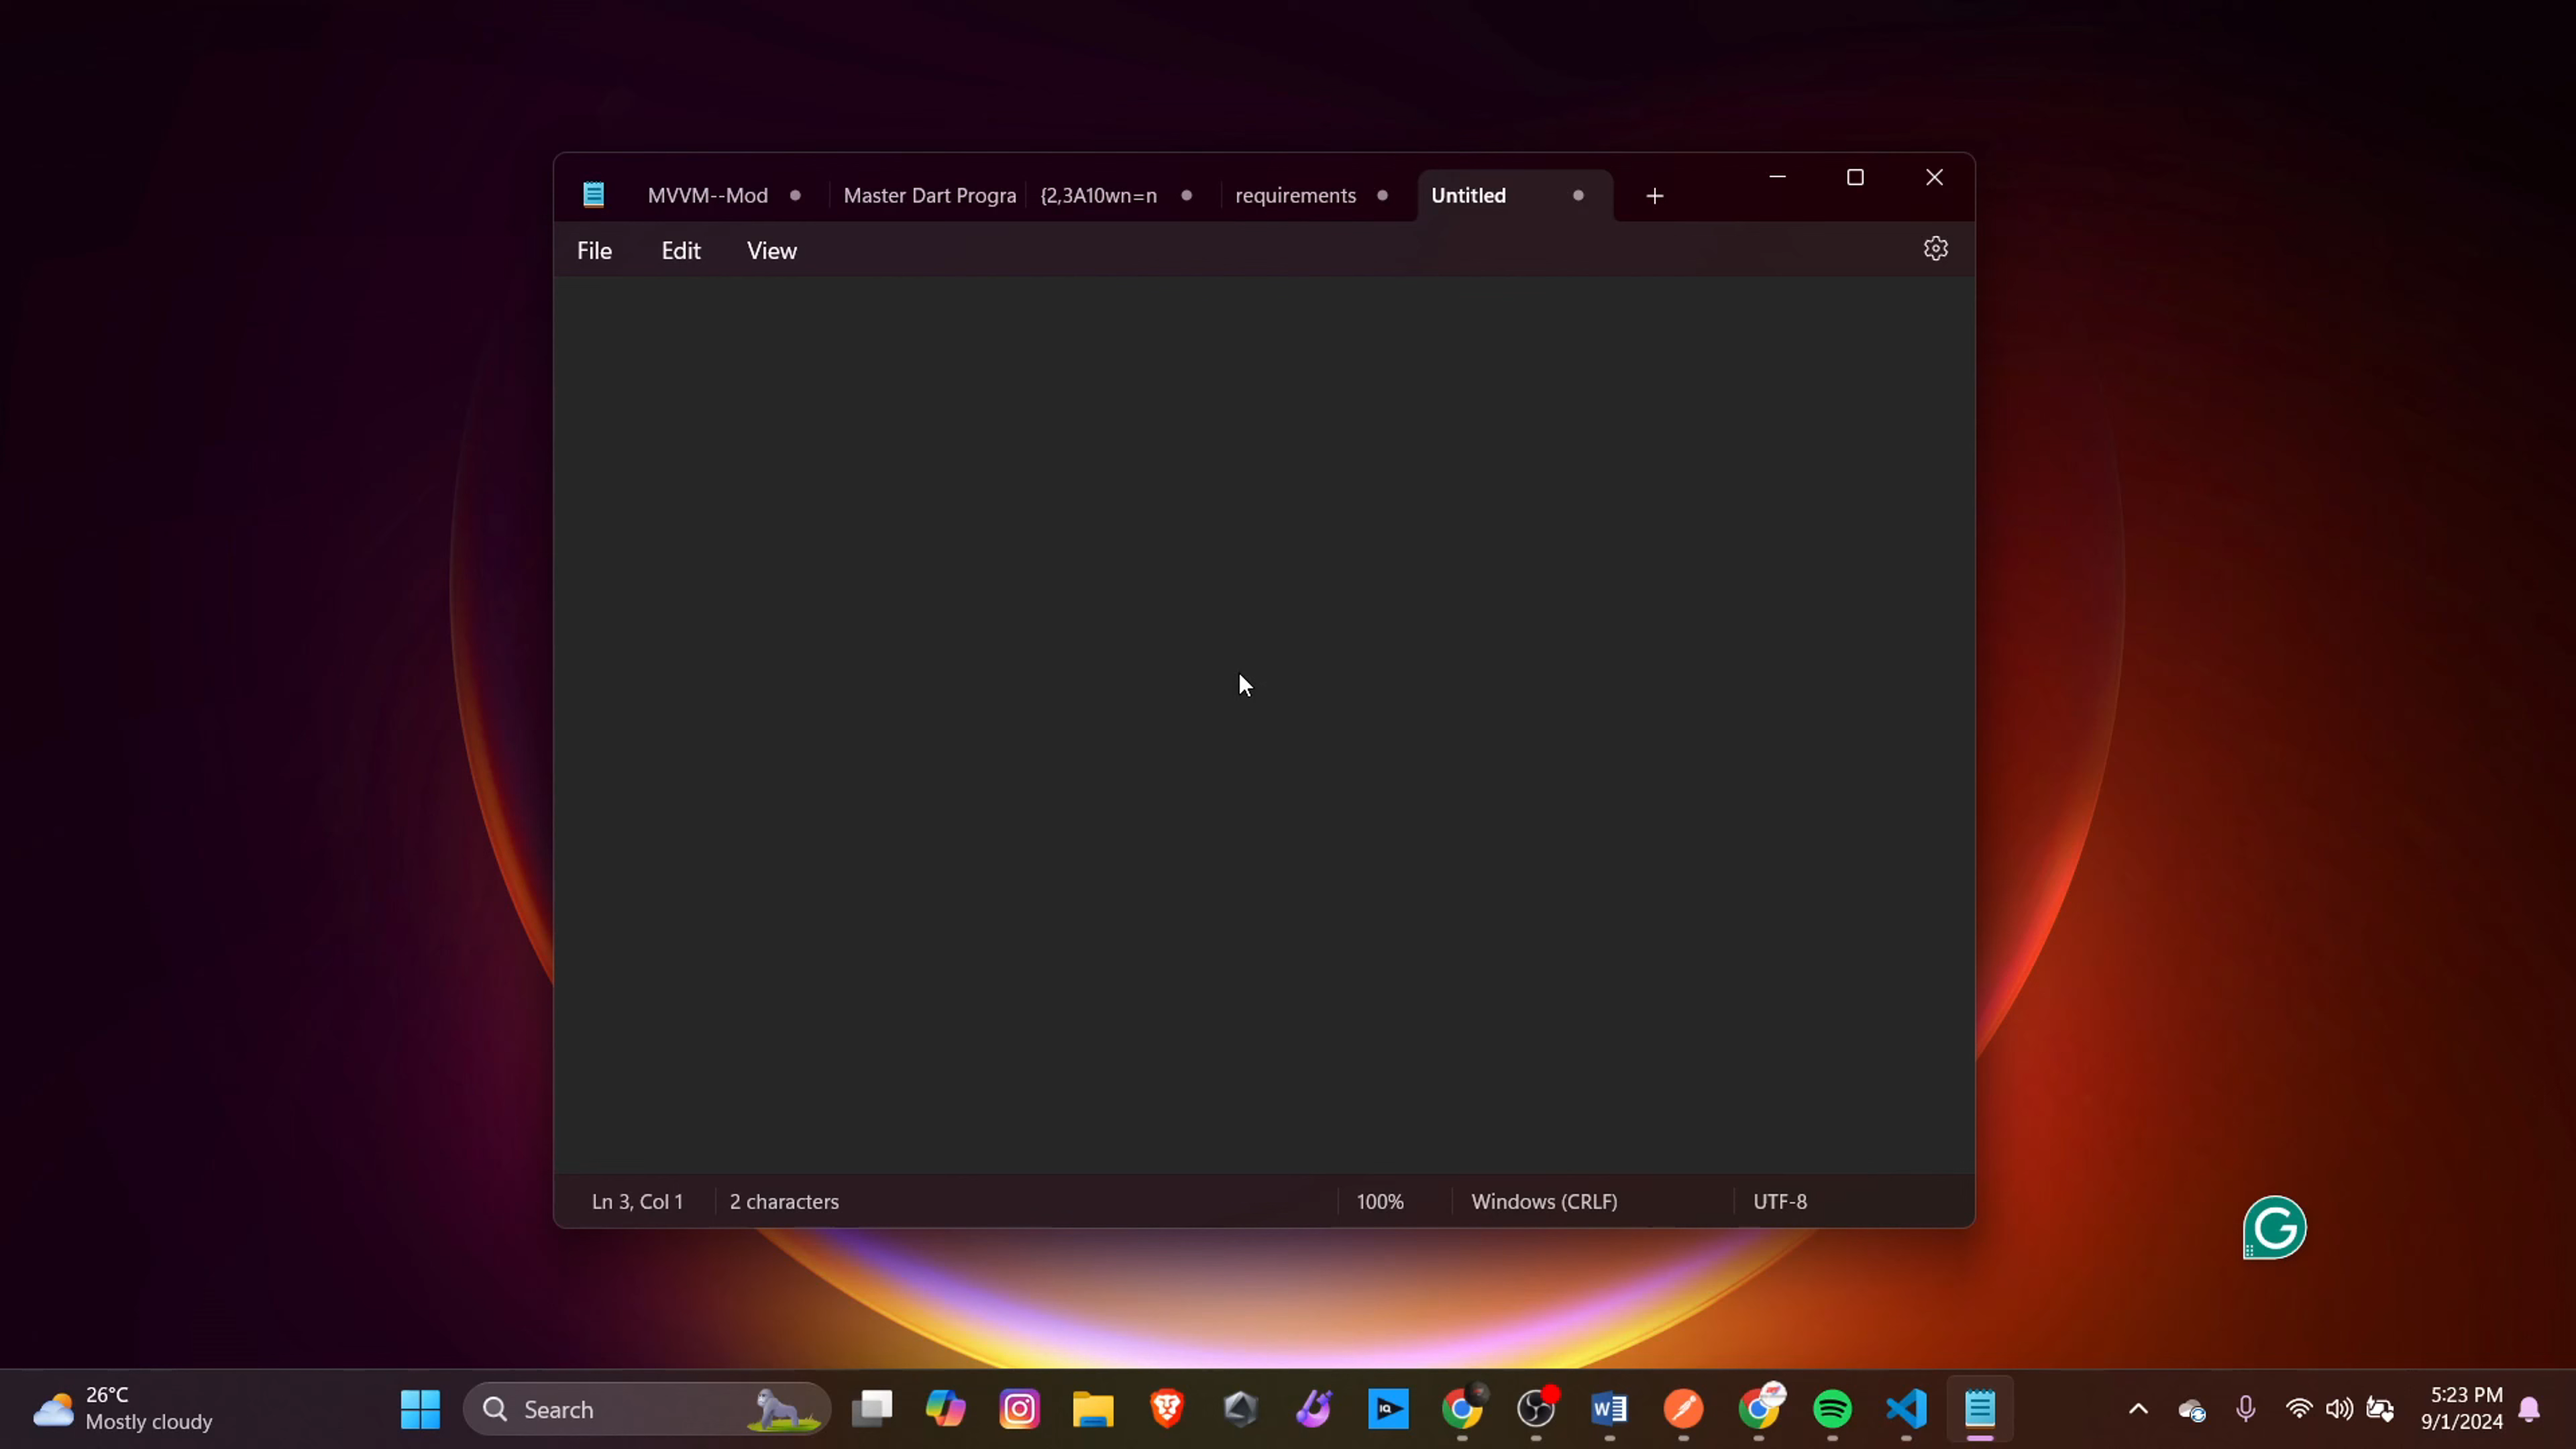 MVVM--Mod
Master Dart Progra
{2,3A10wn=n
requirements
Untitled
File Edit View
Ln 3, Col 1
2 characters
100%
Windows (CRLF)
UTF-8
26°C
Mostly cloudy
Search
5:23 PM
9/1/2024